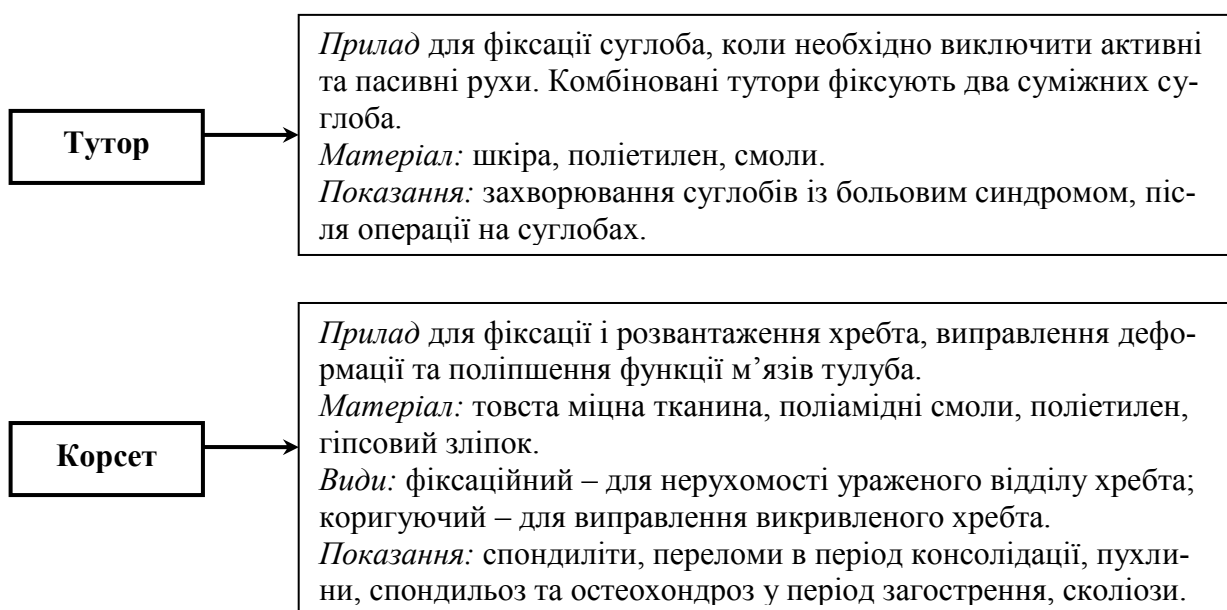 Тутор
Прилад для фіксації суглоба, коли необхідно виключити активні
та пасивні рухи. Комбіновані тутори фіксують два суміжних су-
глоба.
Матеріал: шкіра, поліетилен, смоли.
Показання: захворювання суглобів із больовим синдромом, піс-
ля операції на суглобах.
Корсет
Прилад для фіксації і розвантаження хребта, виправлення дефо-
рмації та поліпшення функції м’язів тулуба.
Матеріал: товста міцна тканина, поліамідні смоли, поліетилен,
гіпсовий зліпок.
Види: фіксаційний – для нерухомості ураженого відділу хребта;
коригуючий – для виправлення викривленого хребта.
Показання: спондиліти, переломи в період консолідації, пухли-
ни, спондильоз та остеохондроз у період загострення, сколіози.